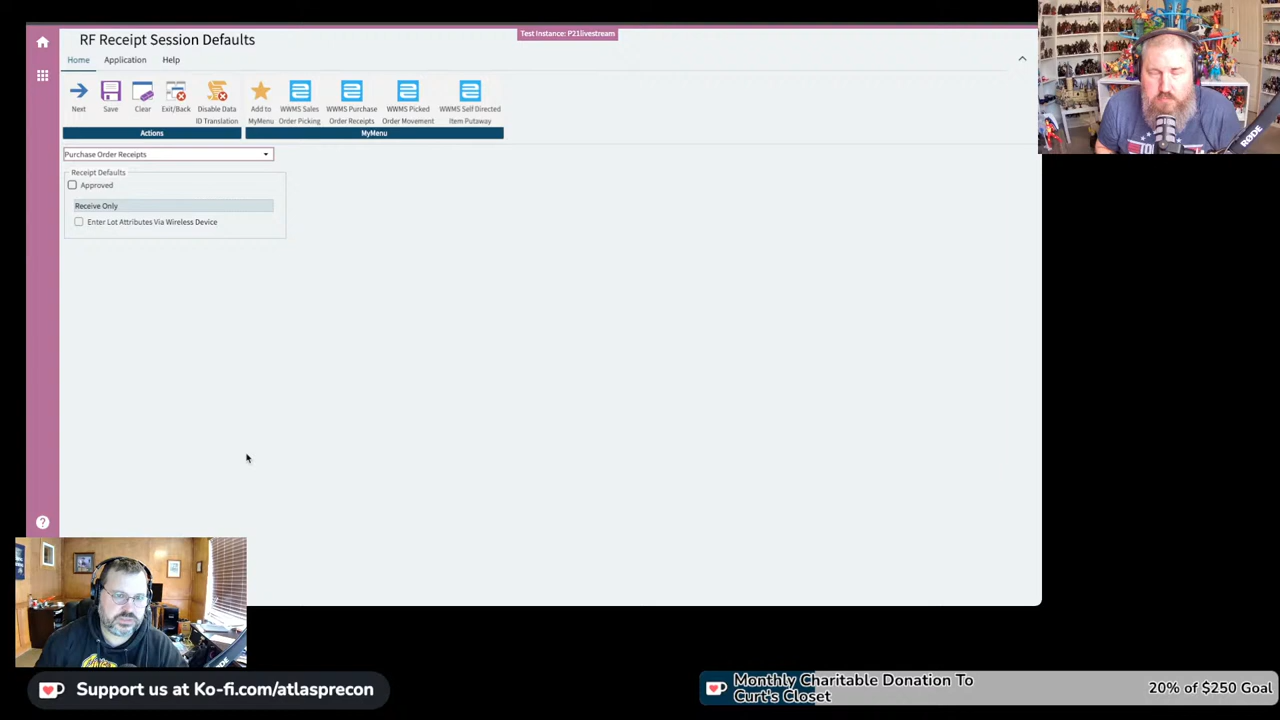 RF Receipt Session Defaults
Test Instance: P21livestream
Home
Application
Help
Next
Save
Clear
Exit/Back
Disable Data
ID Translation
Add to
MyMenu
WWMS Sales
Order Picking
WWMS Purchase
Order Receipts
WWMS Picked
Order Movement
WWMS Self Directed
Item Putaway
Actions
MyMenu
Purchase Order Receipts
Receipt Defaults
Approved
Receive Only
Enter Lot Attributes Via Wireless Device
RØDE
Support us at Ko-fi.com/atlasprecon
Monthly Charitable Donation To
Curt's Closet
20% of $250 Goal